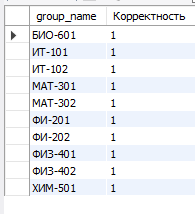 group_name Корректность
БИО-601 1
ИТ-101 1
ИТ-102 1
МАТ-301 1
МАТ-302 1
ФИ-201 1
ФИ-202 1
ФИЗ-401 1
ФИЗ-402 1
ХИМ-501 1